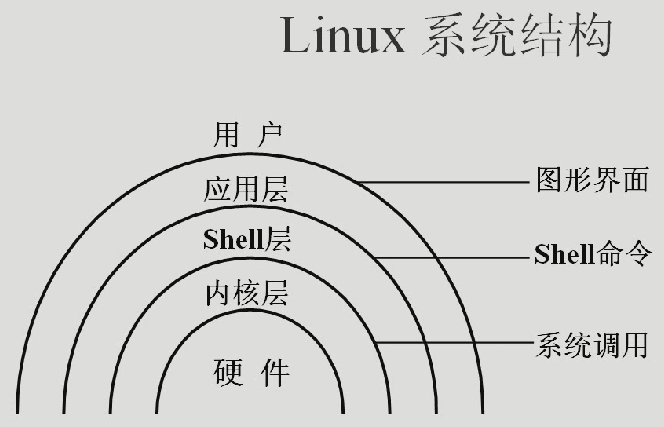 Linux 系统结构
用 户
应用层
图形界面
Shell层
Shell命令
内核层
系统调用
硬 件